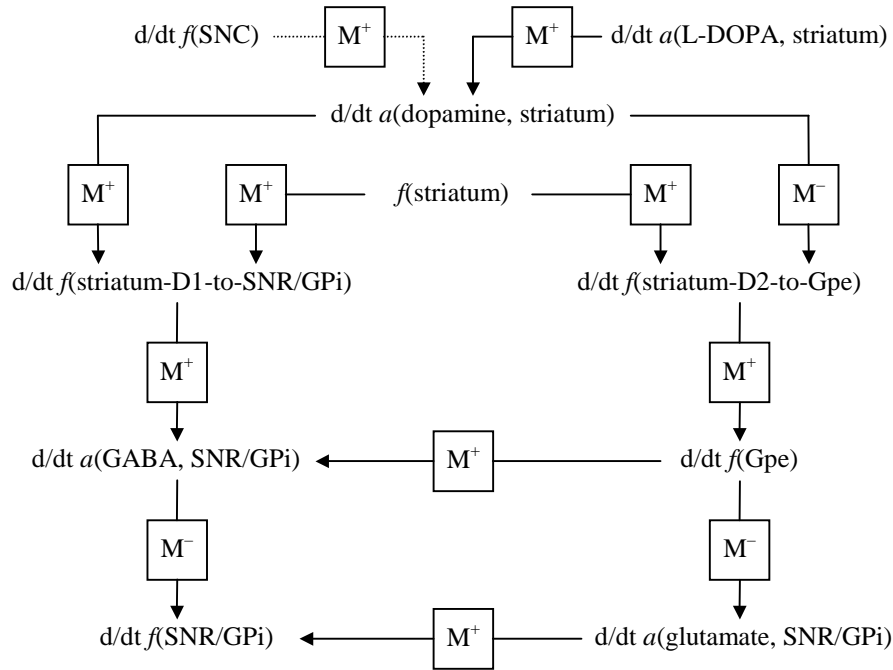 d/dt f(SNC) M⁺ M⁺ d/dt a(L-DOPA, striatum)
d/dt a(dopamine, striatum)
M⁺ M⁺ f(striatum) M⁺ M⁻
d/dt f(striatum-D1-to-SNR/GPi) d/dt f(striatum-D2-to-Gpe)
M⁺ M⁺
d/dt a(GABA, SNR/GPi) M⁺ d/dt f(Gpe)
M⁻ M⁻
d/dt f(SNR/GPi) M⁺ d/dt a(glutamate, SNR/GPi)